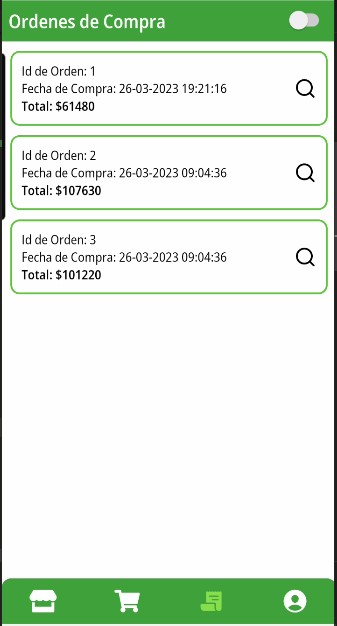 Ordenes de Compra
Id de Orden: 1
Fecha de Compra: 26-03-2023 19:21:16
Total: $61480
Id de Orden: 2
Fecha de Compra: 26-03-2023 09:04:36
Total: $107630
Id de Orden: 3
Fecha de Compra: 26-03-2023 09:04:36
Total: $101220